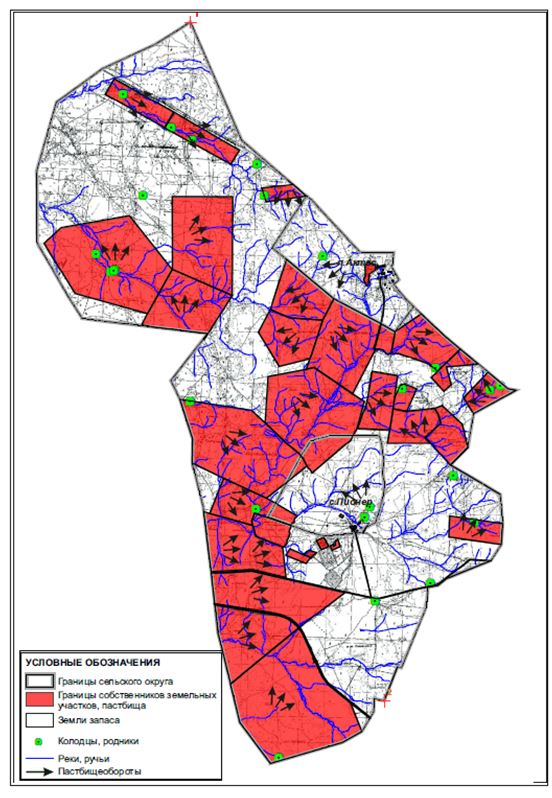 п.Актас
с.Пионер
УСЛОВНЫЕ ОБОЗНАЧЕНИЯ
Границы сельского округа
Границы собственников земельных
участков, пастбища
Земли запаса
Колодцы, родники
Реки, ручьи
Пастбищеобороты